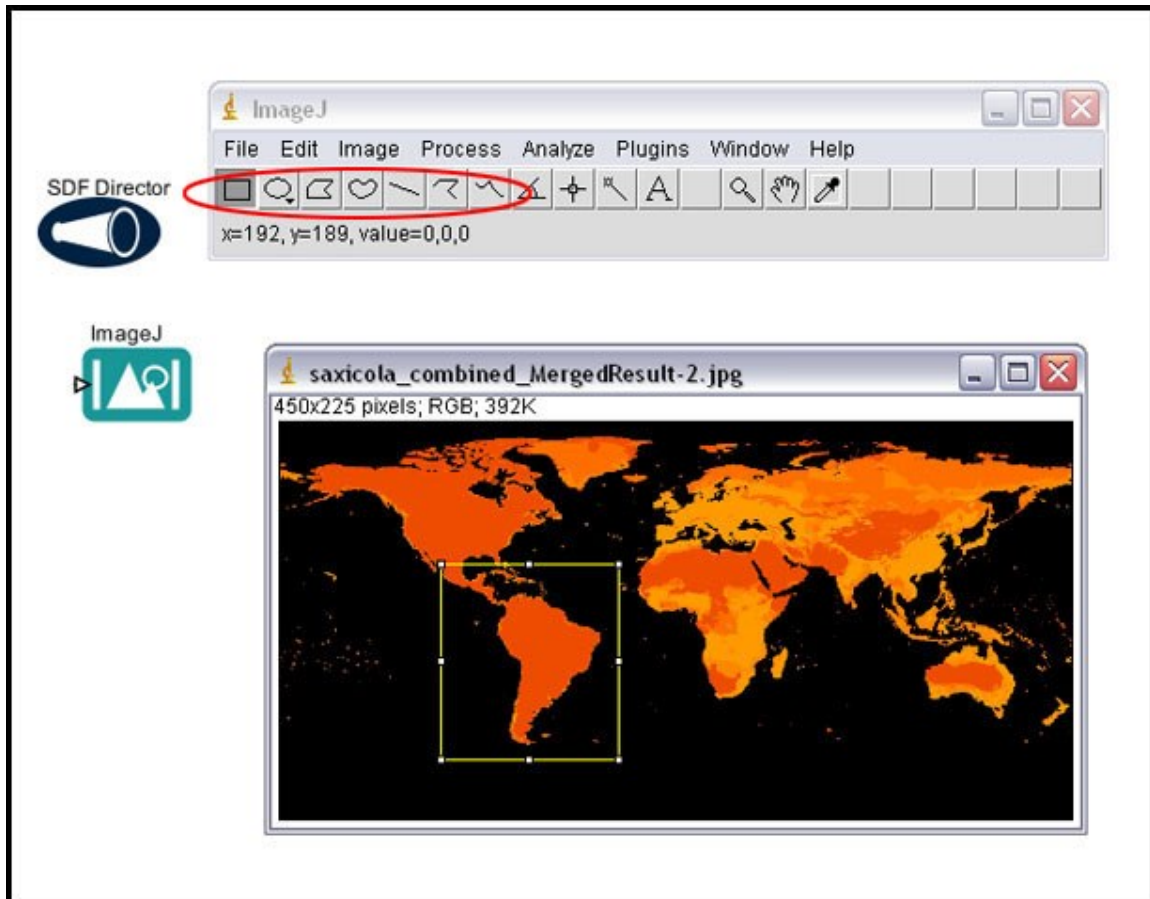 ImageJ
File Edit Image Process Analyze Plugins Window Help
SDF Director
A
x=192, y=189, value=0,0,0
ImageJ
saxicola_combined_MergedResult-2.jpg
450x225 pixels; RGB; 392K